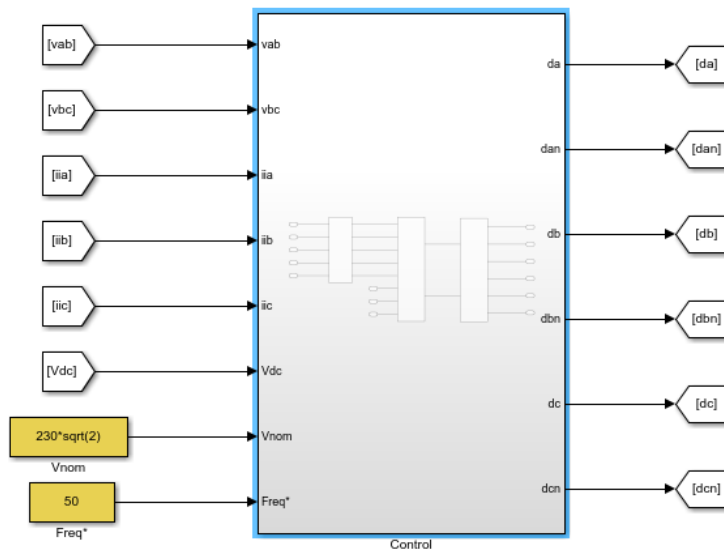 [vab]
[vbc]
[iia]
[iib]
[iic]
[Vdc]
230*sqrt(2)
Vnom
50
Freq*
vab
vbc
iia
iib
iic
Vdc
Vnom
Freq*
da
dan
db
dbn
dc
dcn
Control
[da]
[dan]
[db]
[dbn]
[dc]
[dcn]